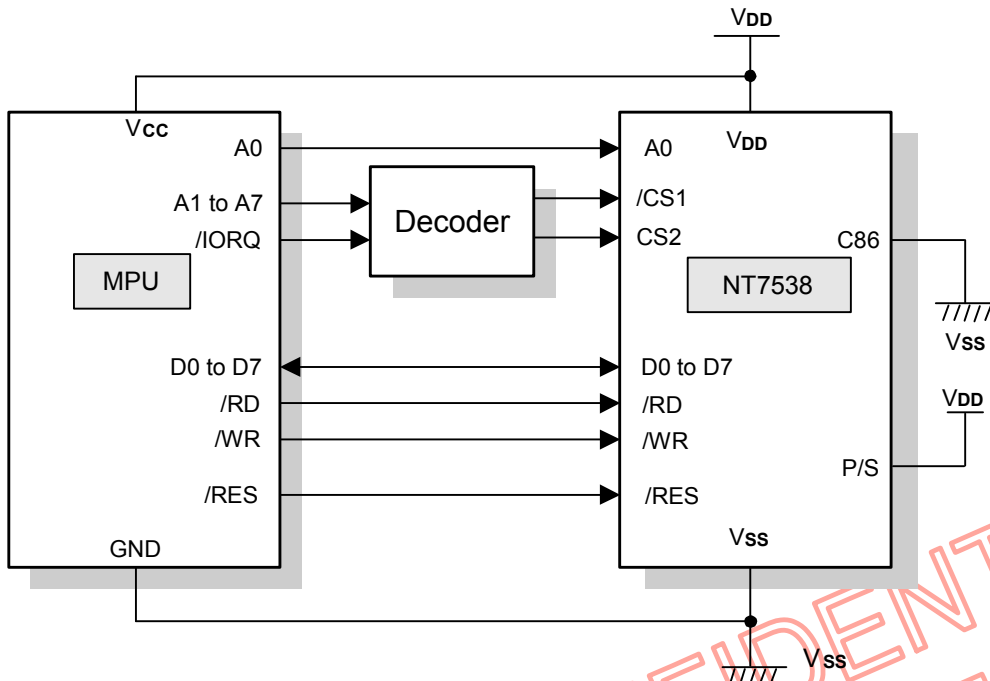 VDD
Vcc
VDD
A0
A0
A1 to A7
/IORQ
Decoder
/CS1
CS2
C86
MPU
NT7538
Vss
D0 to D7
D0 to D7
/RD
/RD
VDD
/WR
/WR
P/S
/RES
/RES
Vss
GND
Vss